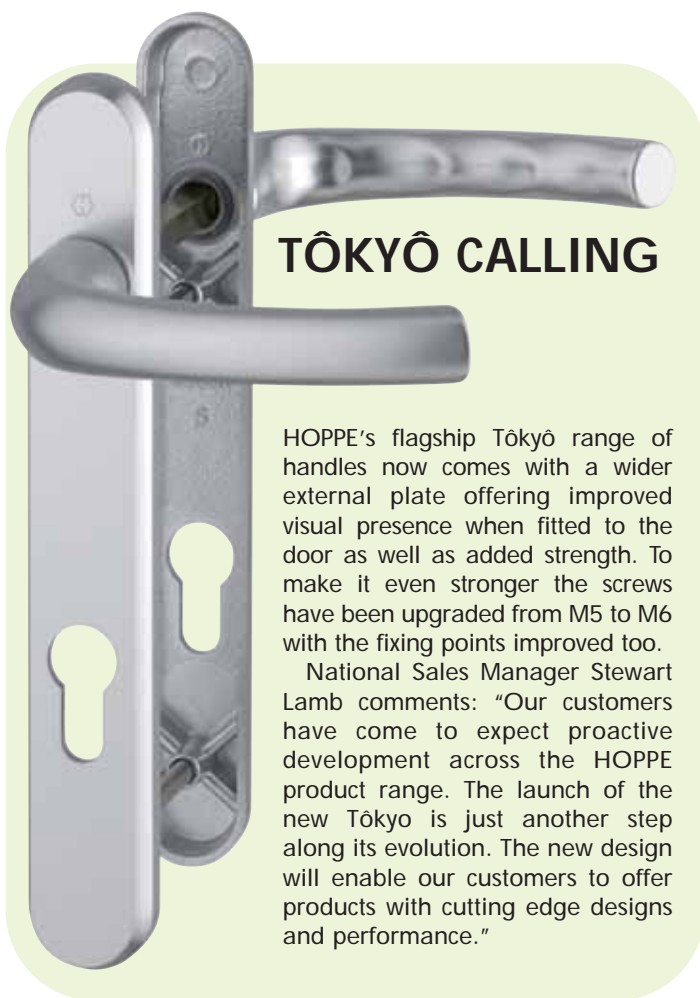 TÔKYÔ CALLING
HOPPE's flagship Tôkyô range of
handles now comes with a wider
external plate offering improved
visual presence when fitted to the
door as well as added strength. To
make it even stronger the screws
have been upgraded from M5 to M6
with the fixing points improved too.
National Sales Manager Stewart
Lamb comments: “Our customers
have come to expect proactive
development across the HOPPE
product range. The launch of the
new Tôkyo is just another step
along its evolution. The new design
will enable our customers to offer
products with cutting edge designs
and performance.”